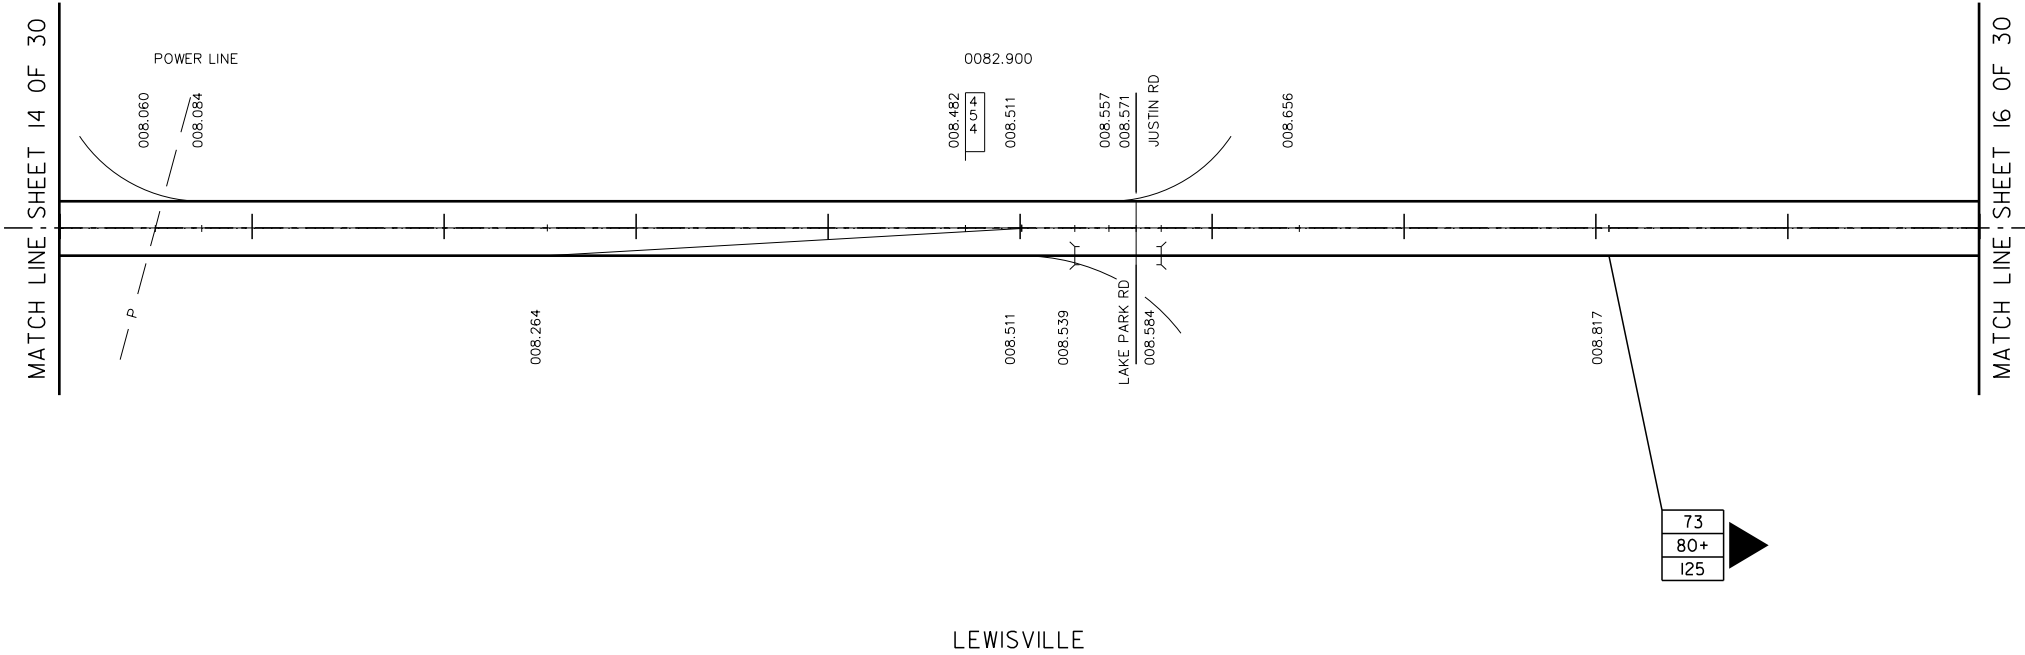 MATCH LINE SHEET 14 OF 30
POWER LINE
008.060
008.084
0082.900
008.482
4
5
4
008.511
008.557
008.571
JUSTIN RD
008.656
MATCH LINE SHEET 16 OF 30
P
008.264
008.511
008.539
LAKE PARK RD
008.584
008.817
73
80+
125
LEWISVILLE